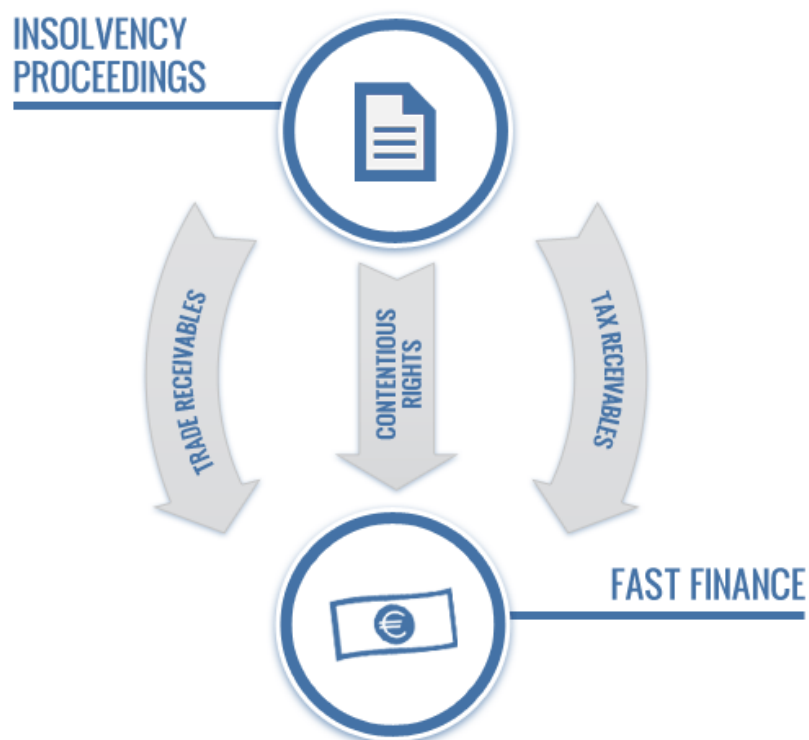 INSOLVENCY
PROCEEDINGS
TRADE RECEIVABLES
CONTENTIOUS
RIGHTS
TAX RECEIVABLES
FAST FINANCE
€